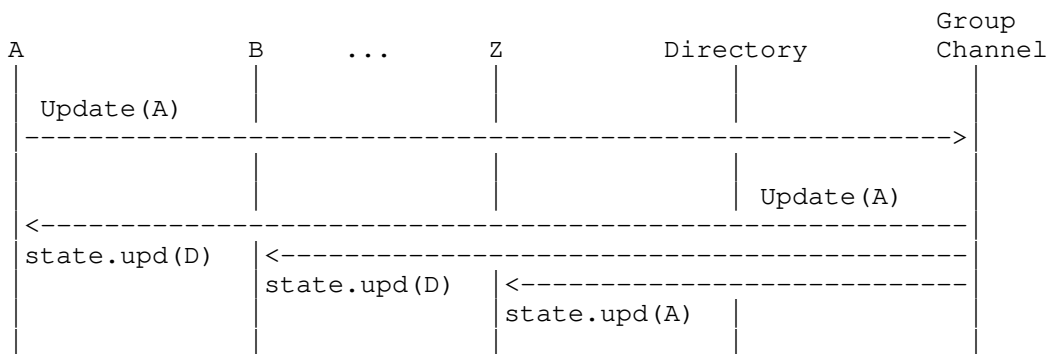 Group
A B ... Z Directory Channel
Update(A)
Update(A)
state.upd(D)
state.upd(D)
state.upd(A)